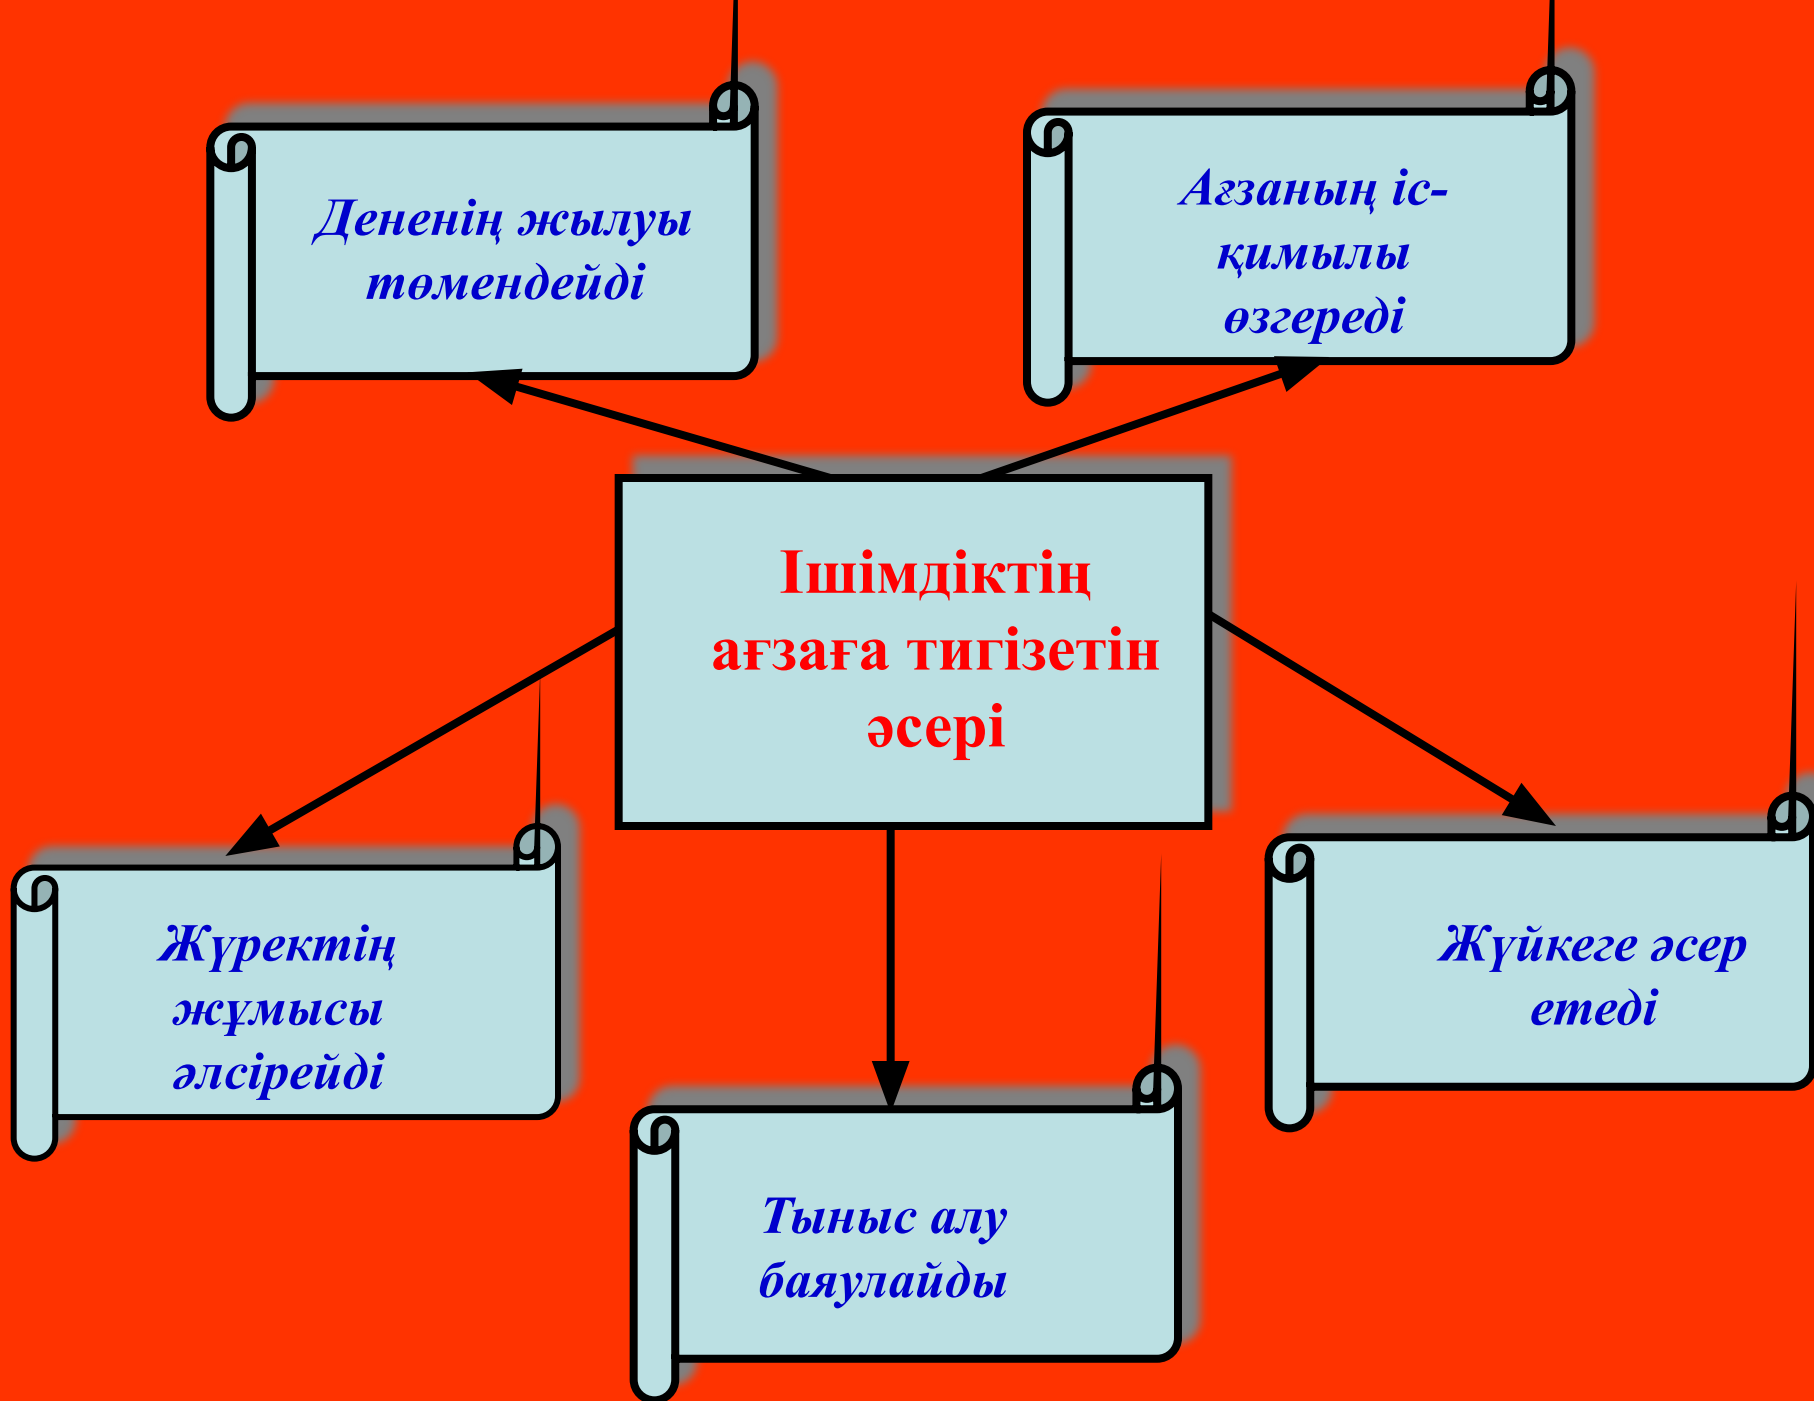 Дененің жылуы
төмендейді
Ағзаның іс-
қимылы
өзгереді
Ішімдіктің
ағзаға тигізетін
әсері
Жүректің
жұмысы
әлсірейді
Тыныс алу
баяулайды
Жүйкеге әсер
етеді